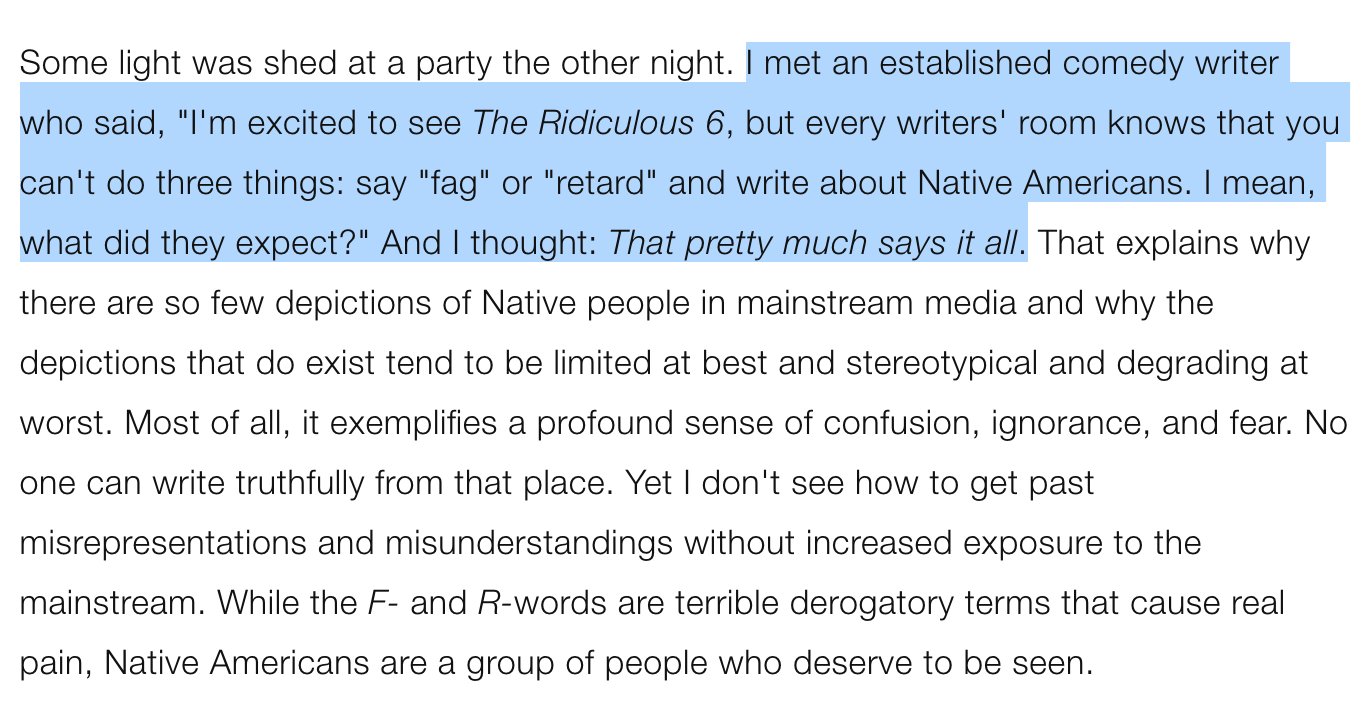 Some light was shed at a party the other night. I met an established comedy writer
who said, "I'm excited to see The Ridiculous 6, but every writers' room knows that you
can't do three things: say "fag" or "retard" and write about Native Americans. I mean,
what did they expect?" And I thought: That pretty much says it all. That explains why
there are so few depictions of Native people in mainstream media and why the
depictions that do exist tend to be limited at best and stereotypical and degrading at
worst. Most of all, it exemplifies a profound sense of confusion, ignorance, and fear. No
one can write truthfully from that place. Yet I don't see how to get past
misrepresentations and misunderstandings without increased exposure to the
mainstream. While the F- and R-words are terrible derogatory terms that cause real
pain, Native Americans are a group of people who deserve to be seen.